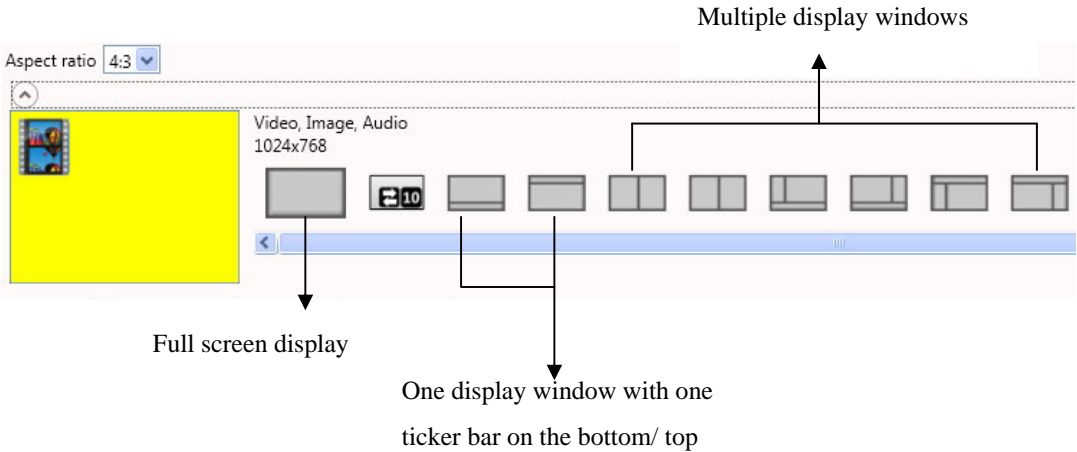 Multiple display windows
Aspect ratio 4:3
Video, Image, Audio
1024x768
10
Full screen display
One display window with one
ticker bar on the bottom/ top